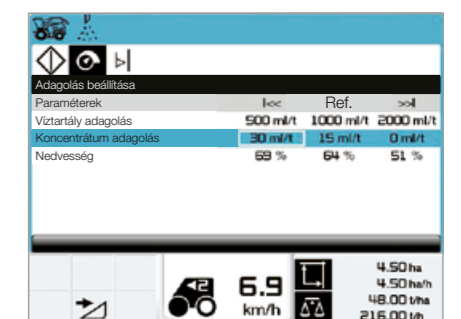 Adagolás beállítása
Paraméterek |<< Ref. >>|
Víztartály adagolás 500 ml/t 1000 ml/t 2000 ml/t
Koncentrátum adagolás 30 ml/t 15 ml/t 0 ml/t
Nedvesség 69 % 64 % 51 %
4.50 ha
6.9 4.50 ha/h
km/h 48.00 t/ha
216.00 t/h